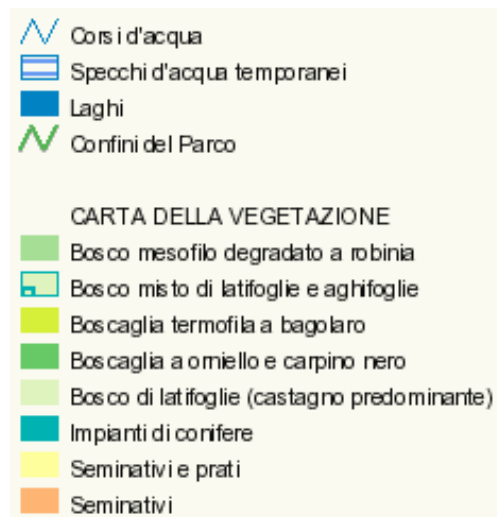 Corsi d'acqua
Specchi d'acqua temporanei
Laghi
Confini del Parco
CARTA DELLA VEGETAZIONE
Bosco mesofilo degradato a robinia
Bosco misto di latifoglie e aghifoglie
Boscaglia termofila a bagolaro
Boscaglia a orniello e carpino nero
Bosco di latifoglie (castagno predominante)
Impianti di conifere
Seminativi e prati
Seminativi